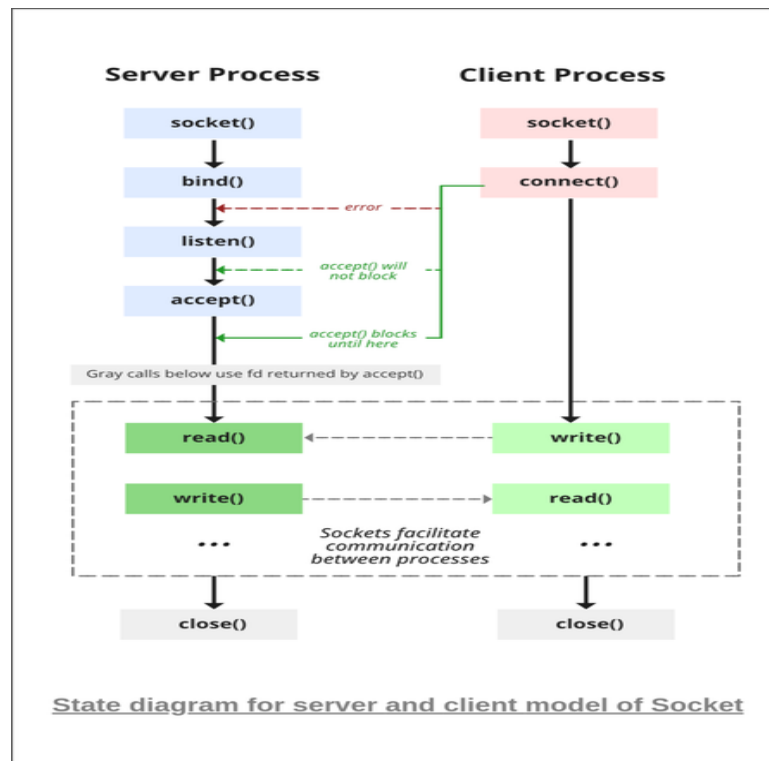 Server Process
Client Process
socket()
socket()
bind()
connect()
error
listen()
accept() will
not block
accept()
accept() blocks
until here
Gray calls below use fd returned by accept()
read()
write()
write()
read()
...
Sockets facilitate
communication
between processes
...
close()
close()
State diagram for server and client model of Socket